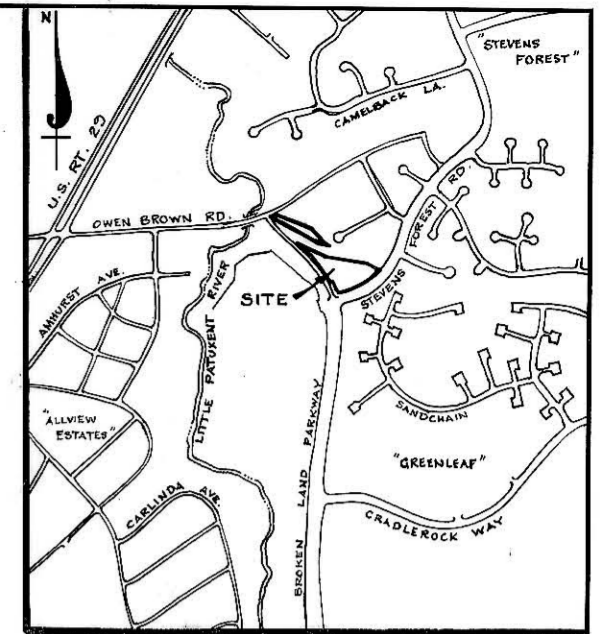 N
"STEVENS
FOREST"
CAMELBACK LA.
U.S. RT. 29
OWEN BROWN RD.
FOREST RD.
STEVENS
AMHURST AVE.
LITTLE PATUXENT RIVER
SITE
SANDCHAIN
"ALLVIEW
ESTATES"
BROKEN LAND PARKWAY
"GREENLEAF"
CARLINDA AVE.
CRADLEROCK WAY